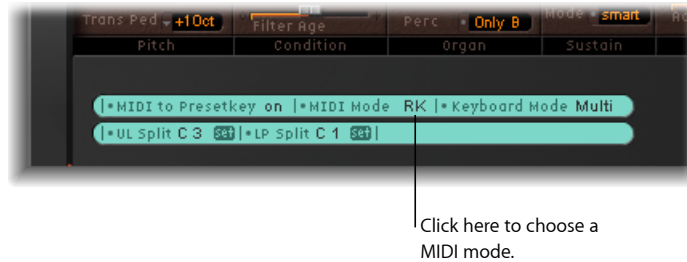 Trans Ped +1Oct Filter Age Perc Only B Mode smart
Pitch Condition Organ Sustain
MIDI to Presetkey on MIDI Mode RK Keyboard Mode Multi
UL Split C 3 set LP Split C 1 set
Click here to choose a
MIDI mode.